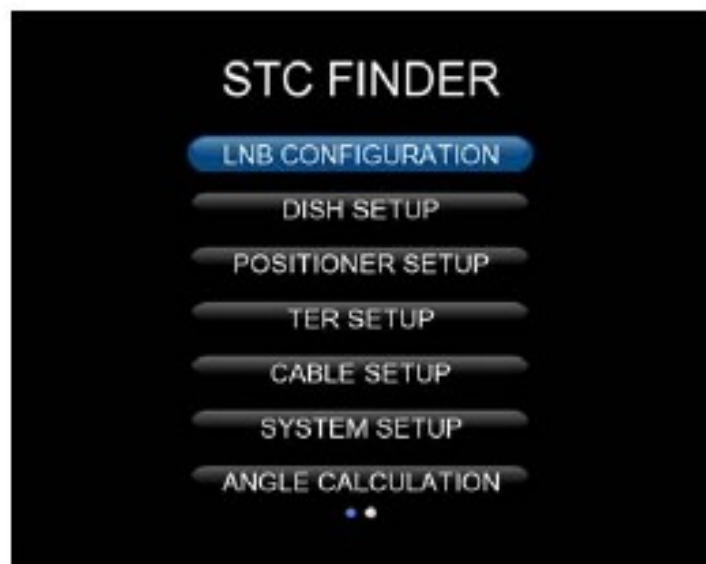 STC FINDER
LNB CONFIGURATION
DISH SETUP
POSITIONER SETUP
TER SETUP
CABLE SETUP
SYSTEM SETUP
ANGLE CALCULATION